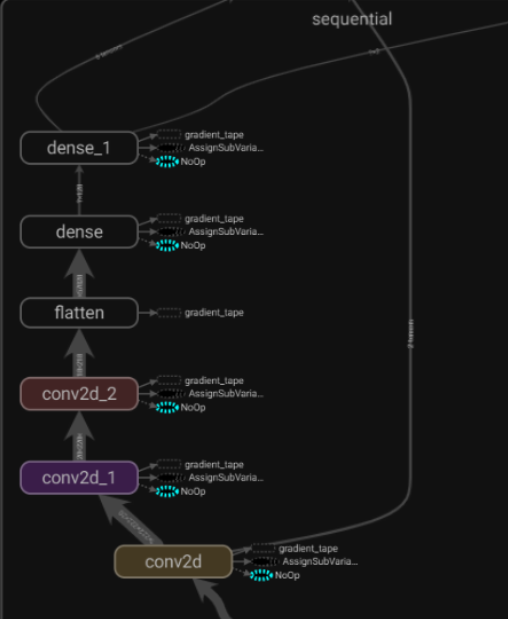 sequential
dense_1
gradient_tape
AssignSubVaria...
NoOp
dense
gradient_tape
AssignSubVaria...
NoOp
flatten
gradient_tape
conv2d_2
gradient_tape
AssignSubVaria...
NoOp
conv2d_1
gradient_tape
AssignSubVaria...
NoOp
conv2d
gradient_tape
AssignSubVaria...
NoOp